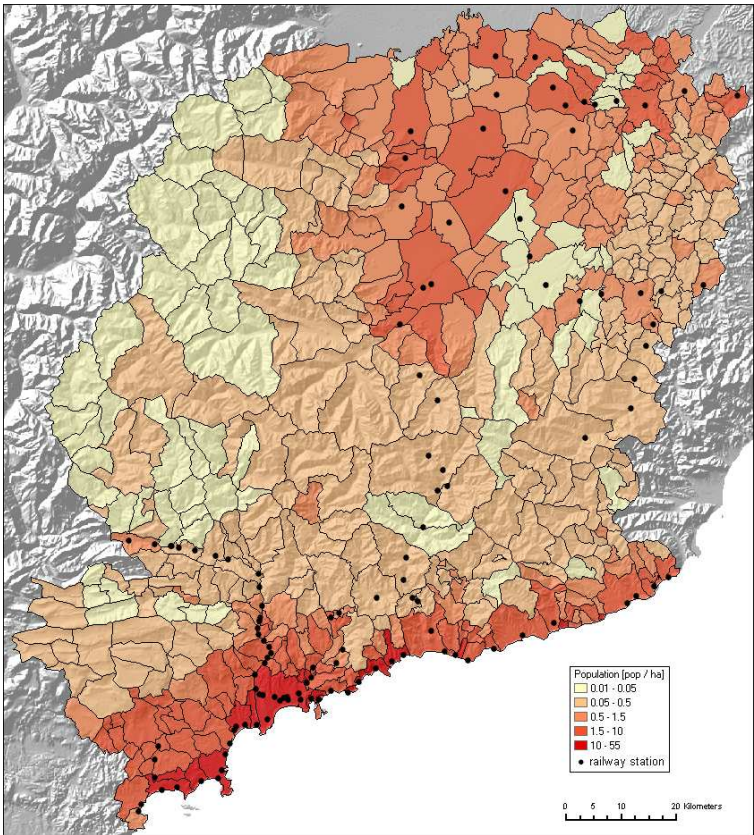 Population [pop / ha]
0.01 - 0.05
0.05 - 0.5
0.5 - 1.5
1.5 - 10
10 - 55
railway station
0 5 10 20 Kilometers